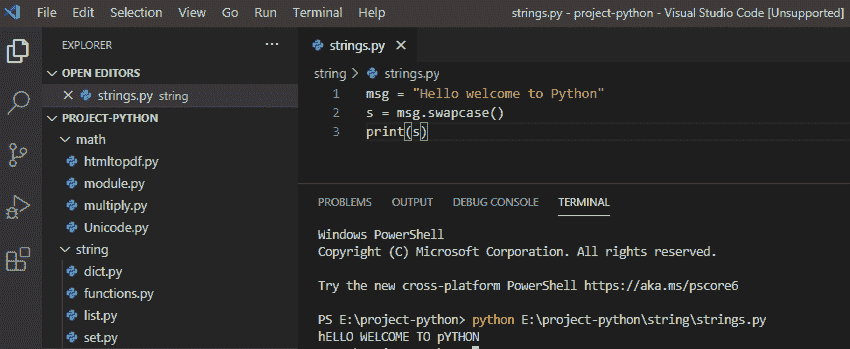 File Edit Selection View Go Run Terminal Help strings.py - project-python - Visual Studio Code [Unsupported]
EXPLORER ···
OPEN EDITORS
strings.py string
PROJECT-PYTHON
math
htmltopdf.py
module.py
multiply.py
Unicode.py
string
dict.py
functions.py
list.py
set.py
strings.py
string > strings.py
1 msg = "Hello welcome to Python"
2 s = msg.swapcase()
3 print(s)
PROBLEMS OUTPUT DEBUG CONSOLE TERMINAL
Windows PowerShell
Copyright (C) Microsoft Corporation. All rights reserved.
Try the new cross-platform PowerShell https://aka.ms/pscore6
PS E:\project-python> python E:\project-python\string\strings.py
hELLO WELCOME TO pYTHON